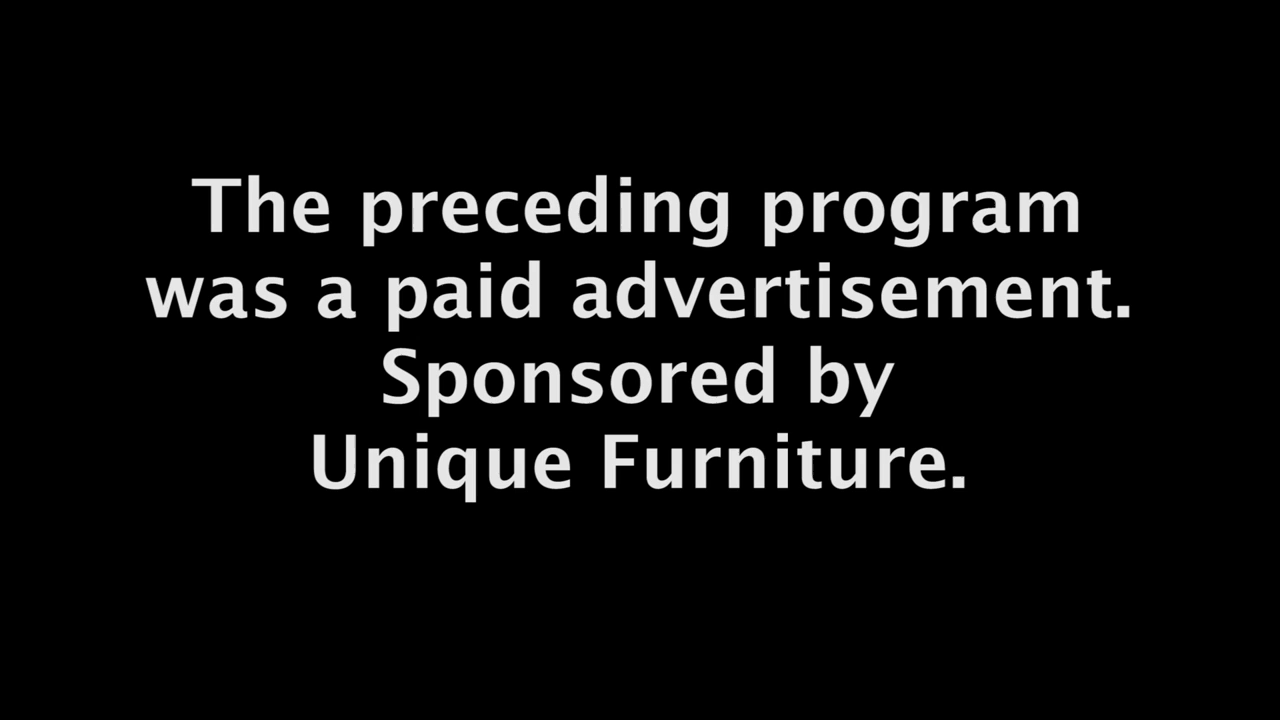 The preceding program
was a paid advertisement.
Sponsored by
Unique Furniture.